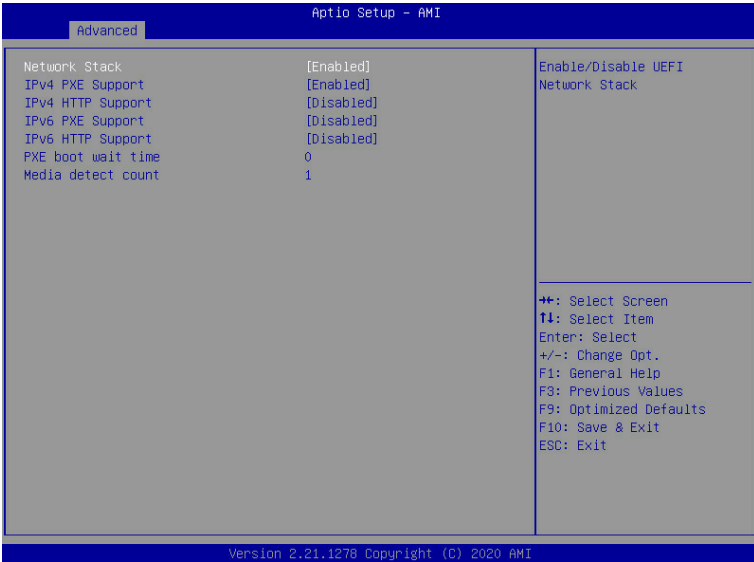 Aptio Setup – AMI
Advanced
Network Stack [Enabled]
IPv4 PXE Support [Enabled]
IPv4 HTTP Support [Disabled]
IPv6 PXE Support [Disabled]
IPv6 HTTP Support [Disabled]
PXE boot wait time 0
Media detect count 1
Enable/Disable UEFI
Network Stack
→←: Select Screen
↑↓: Select Item
Enter: Select
+/-: Change Opt.
F1: General Help
F3: Previous Values
F9: Optimized Defaults
F10: Save & Exit
ESC: Exit
Version 2.21.1278 Copyright (C) 2020 AMI